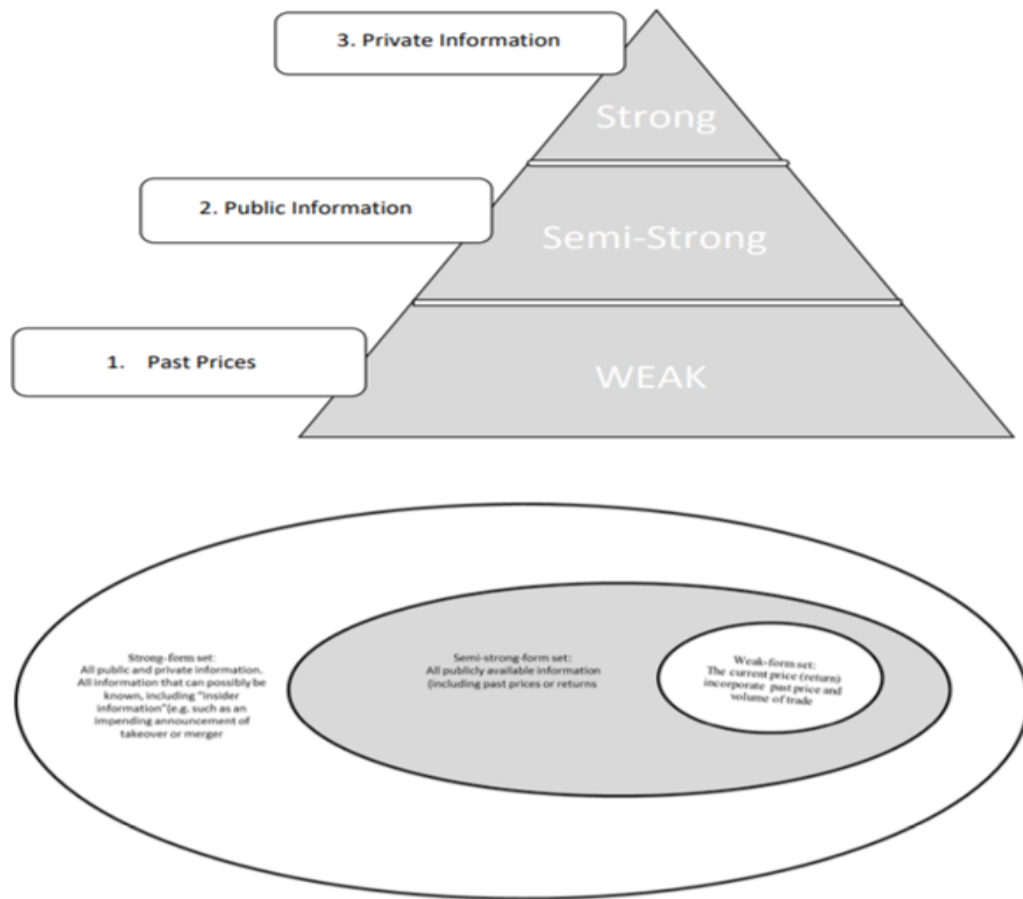 3. Private Information
Strong
2. Public Information
Semi-Strong
1. Past Prices
WEAK
Strong-form set:
All public and private information.
All information that can possibly be
known, including "insider
information"(e.g. such as an
impending announcement of
takeover or merger
Semi-strong-form set:
All publicly available information
(including past prices or returns
Weak-form set:
The current price (return)
incorporate past price and
volume of trade